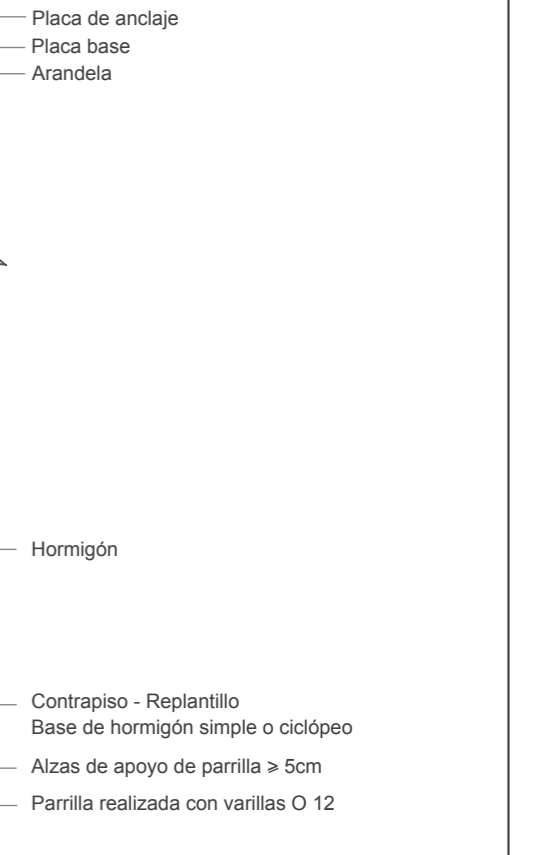 Placa de anclaje
Placa base
Arandela
Hormigón
Contrapiso - Replantillo
Base de hormigón simple o ciclópeo
Alzas de apoyo de parrilla ⩾ 5cm
Parrilla realizada con varillas O 12